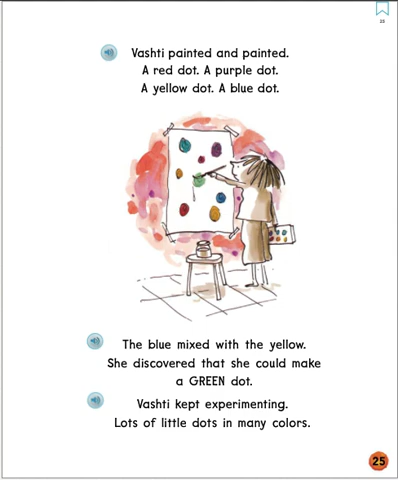 23
Vashti painted and painted.
A red dot. A purple dot.
A yellow dot. A blue dot.
The blue mixed with the yellow.
She discovered that she could make
a GREEN dot.
Vashti kept experimenting.
Lots of little dots in many colors.
25